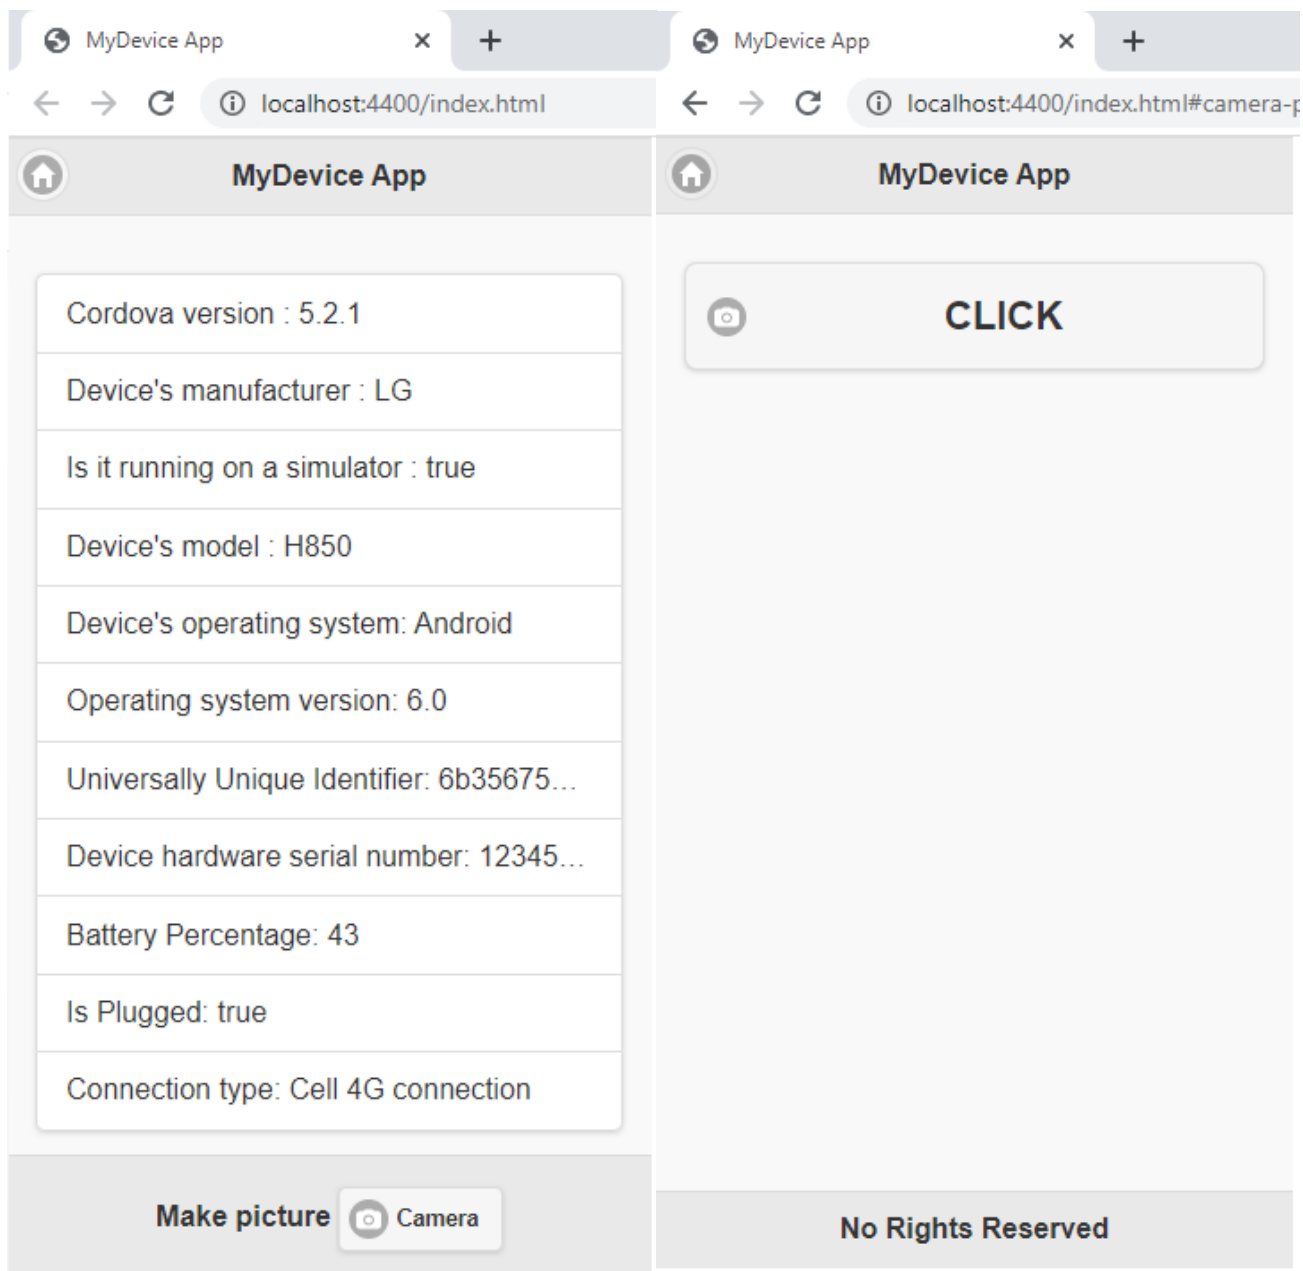 MyDevice App
localhost:4400/index.html
MyDevice App
Cordova version : 5.2.1
Device's manufacturer : LG
Is it running on a simulator : true
Device's model : H850
Device's operating system: Android
Operating system version: 6.0
Universally Unique Identifier: 6b35675...
Device hardware serial number: 12345...
Battery Percentage: 43
Is Plugged: true
Connection type: Cell 4G connection
Make picture Camera
MyDevice App
localhost:4400/index.html#camera-p
MyDevice App
CLICK
No Rights Reserved